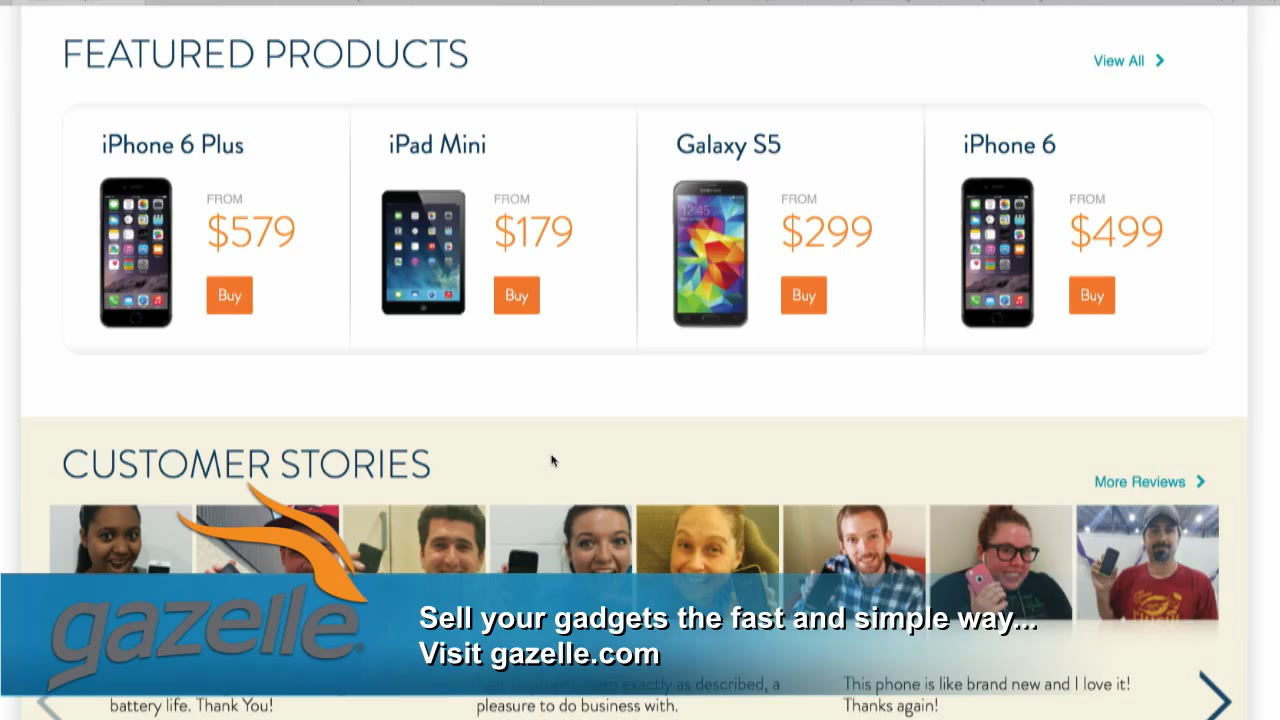 FEATURED PRODUCTS
View All
iPhone 6 Plus
FROM
$579
Buy
iPad Mini
FROM
$179
Buy
Galaxy S5
FROM
$299
Buy
iPhone 6
FROM
$499
Buy
CUSTOMER STORIES
More Reviews
gazelle
Sell your gadgets the fast and simple way...
Visit gazelle.com
exactly as described, a
This phone is like brand new and I love it!
battery life. Thank You!
pleasure to do business with.
Thanks again!